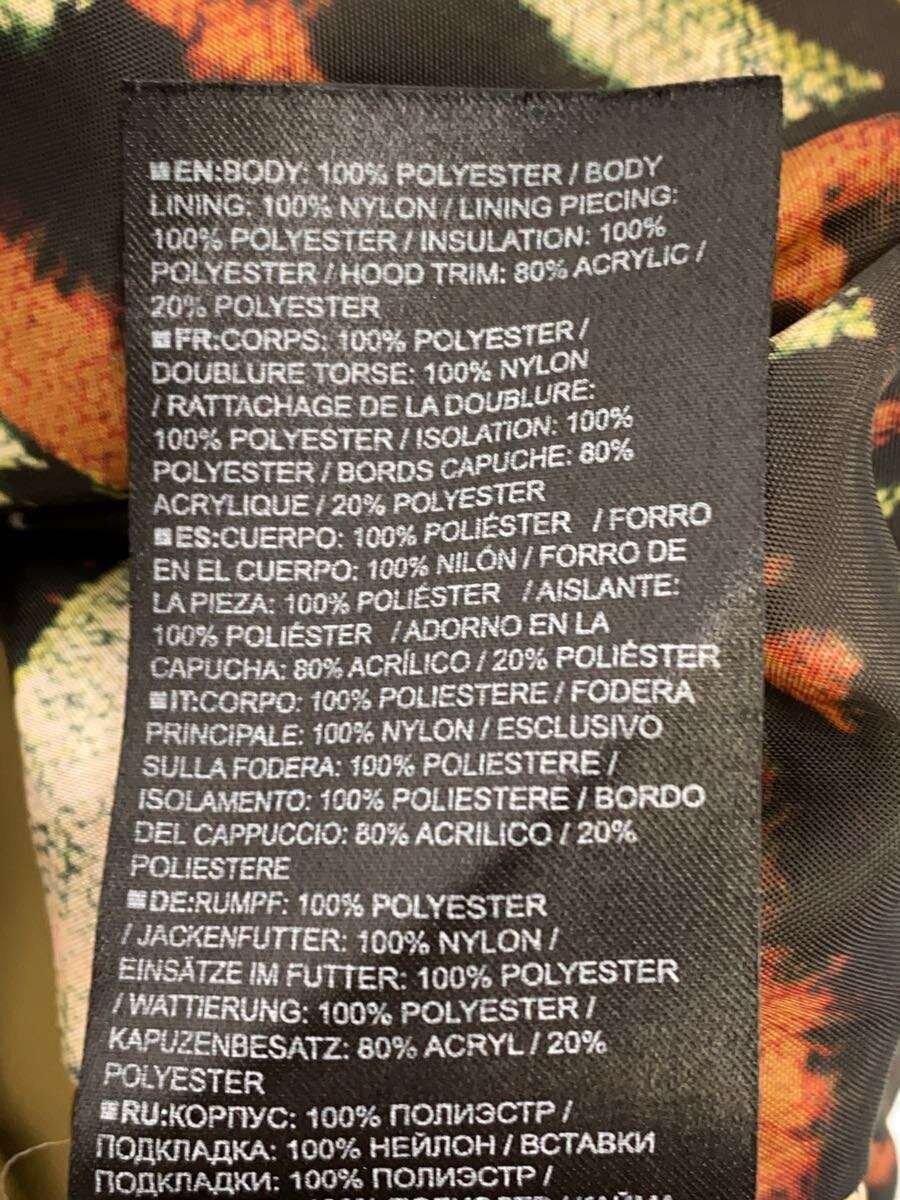 EN:BODY: 100% POLYESTER / BODY
LINING: 100% NYLON / LINING PIECING:
100% POLYESTER / INSULATION: 100%
POLYESTER / HOOD TRIM: 80% ACRYLIC /
20% POLYESTER
FR:CORPS: 100% POLYESTER /
DOUBLURE TORSE: 100% NYLON
/ RATTACHAGE DE LA DOUBLURE:
100% POLYESTER / ISOLATION: 100%
POLYESTER / BORDS CAPUCHE: 80%
ACRYLIQUE / 20% POLYESTER
ES:CUERPO: 100% POLIÉSTER / FORRO
EN EL CUERPO: 100% NILÓN / FORRO DE
LA PIEZA: 100% POLIÉSTER / AISLANTE:
100% POLIÉSTER / ADORNO EN LA
CAPUCHA: 80% ACRÍLICO / 20% POLIÉSTER
IT:CORPO: 100% POLIESTERE / FODERA
PRINCIPALE: 100% NYLON / ESCLUSIVO
SULLA FODERA: 100% POLIESTERE /
ISOLAMENTO: 100% POLIESTERE / BORDO
DEL CAPPUCCIO: 80% ACRILICO / 20%
POLIESTERE
DE:RUMPF: 100% POLYESTER
/ JACKENFUTTER: 100% NYLON /
EINSÄTZE IM FUTTER: 100% POLYESTER
/ WATTIERUNG: 100% POLYESTER /
KAPUZENBESATZ: 80% ACRYL / 20%
POLYESTER
RU:КОРПУС: 100% ПОЛИЭСТР /
ПОДКЛАДКА: 100% НЕЙЛОН / ВСТАВКИ
ПОДКЛАДКИ: 100% ПОЛИЭСТР /